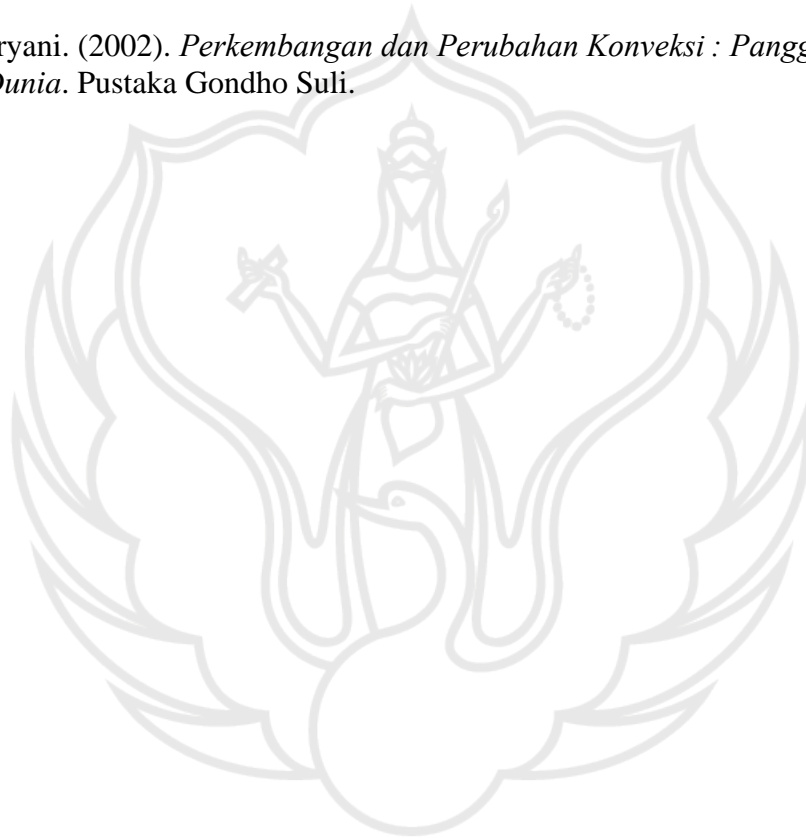 ryani. (2002). Perkembangan dan Perubahan Konveksi : Pangg
Dunia. Pustaka Gondho Suli.